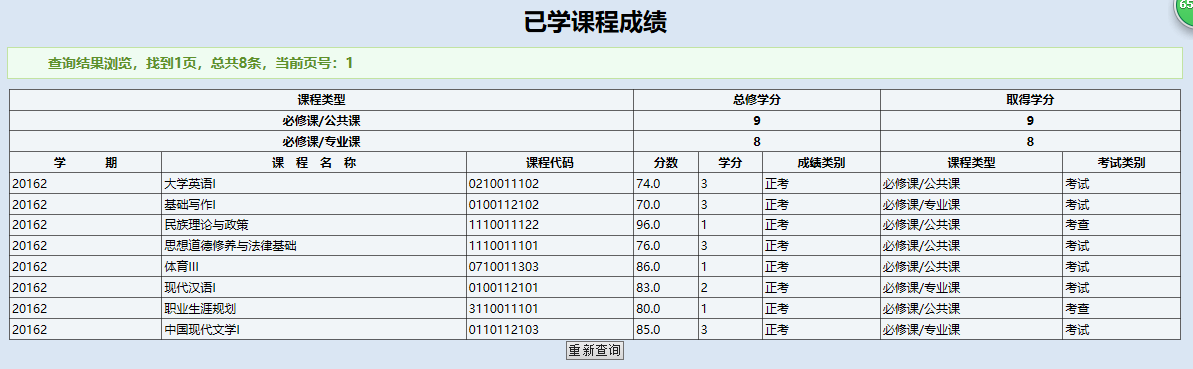 65
已学课程成绩
查询结果浏览，找到1页，总共8条，当前页号：1
课程类型 总修学分 取得学分
必修课/公共课 9 9
必修课/专业课 8 8
学 期 课 程 名 称 课程代码 分数 学分 成绩类别 课程类型 考试类别
20162 大学英语I 0210011102 74.0 3 正考 必修课/公共课 考试
20162 基础写作I 0100112102 70.0 3 正考 必修课/专业课 考试
20162 民族理论与政策 1110011122 96.0 1 正考 必修课/公共课 考查
20162 思想道德修养与法律基础 1110011101 76.0 3 正考 必修课/公共课 考试
20162 体育III 0710011303 86.0 1 正考 必修课/公共课 考试
20162 现代汉语I 0100112101 83.0 2 正考 必修课/专业课 考试
20162 职业生涯规划 3110011101 80.0 1 正考 必修课/公共课 考查
20162 中国现代文学I 0110112103 85.0 3 正考 必修课/专业课 考试
重新查询